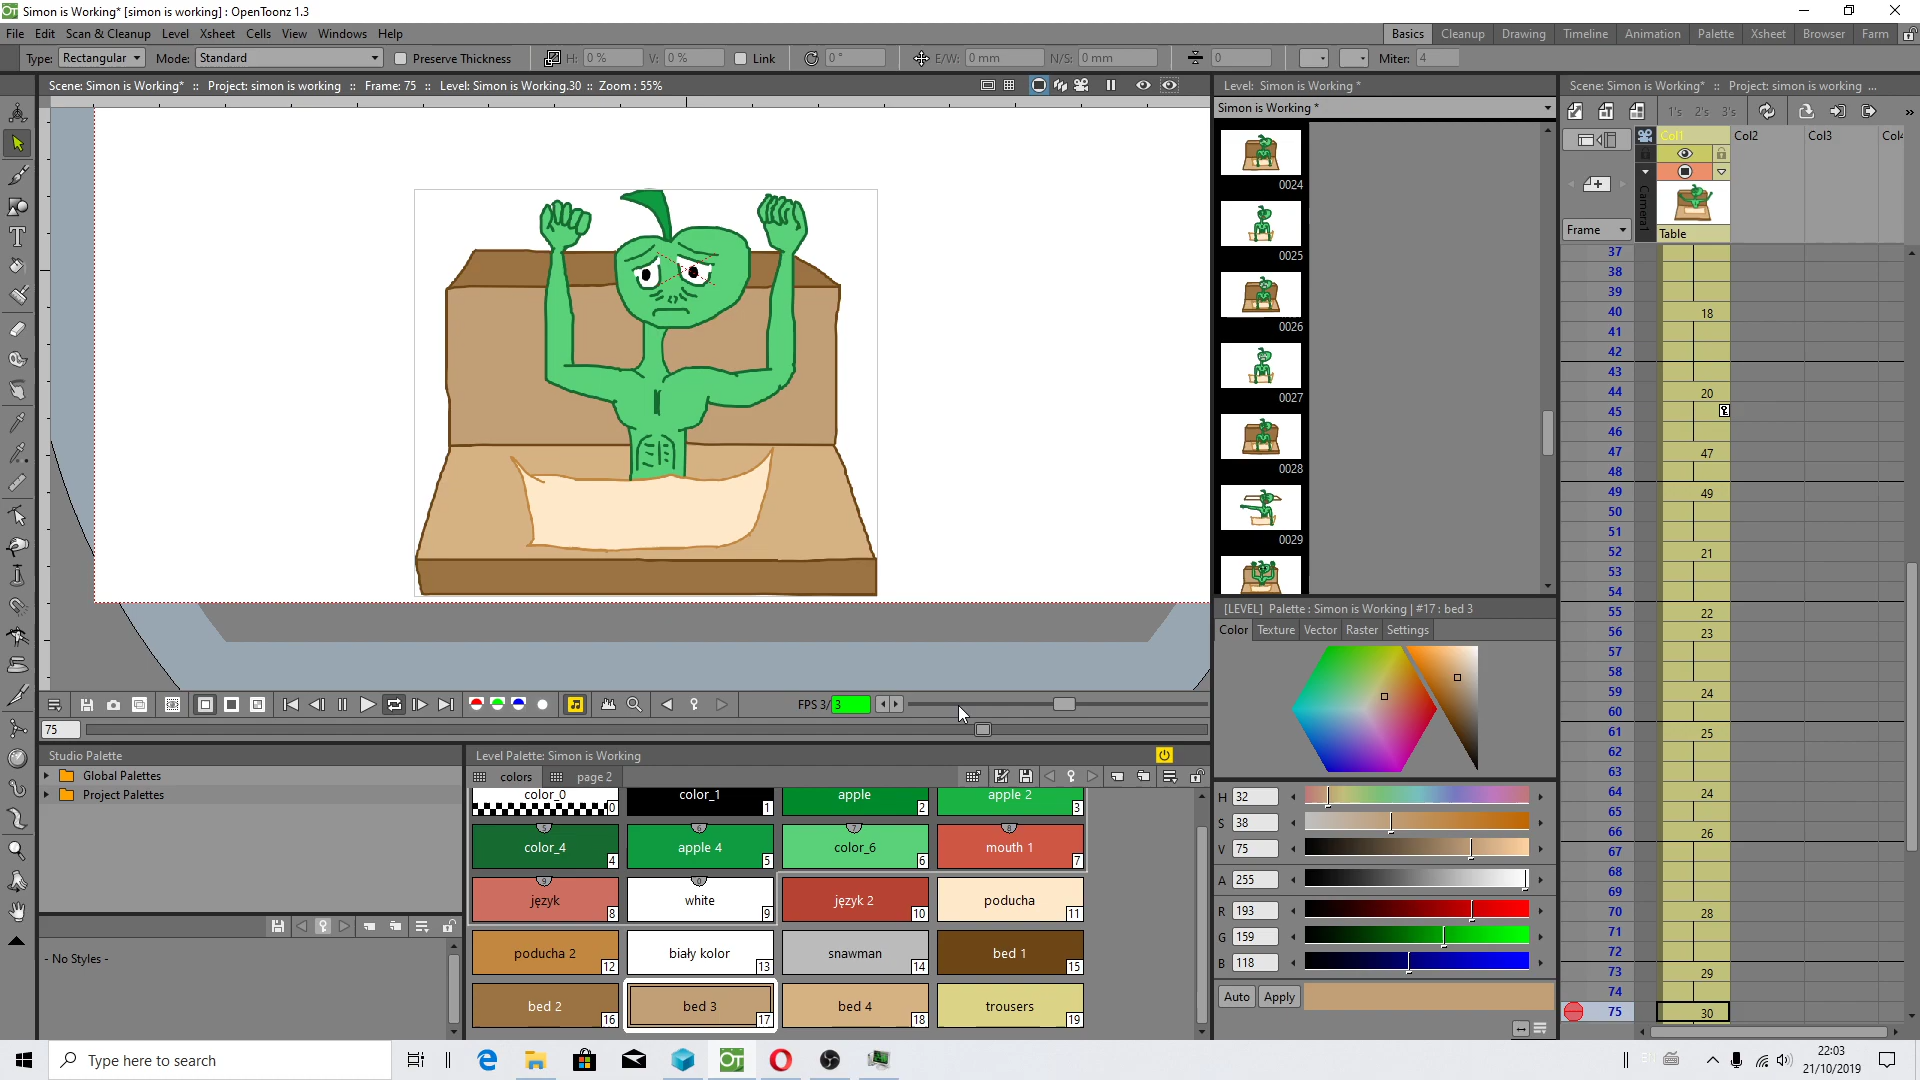 Simon is Working* [simon is working] : OpenToonz 1.3
File Edit Scan & Cleanup Level Xsheet Cells View Windows Help
Basics Cleanup Drawing Timeline Animation Palette Xsheet Browser Farm
Type: Rectangular Mode: Standard Preserve Thickness H: 0 % V: 0 % Link 0 ° E/W: 0 mm N/S: 0 mm 0 Miter: 4
Scene: Simon is Working* :: Project: simon is working :: Frame: 75 :: Level: Simon is Working.30 :: Zoom : 55%
FPS 3/ 3
75
Studio Palette
Global Palettes
Project Palettes
- No Styles -
Level Palette: Simon is Working
colors page 2
color_0 0 color_1 1 apple 2 apple 2 3
5 6 7 8
color_4 4 apple 4 5 color_6 6 mouth 1 7
9 0
język 8 white 9 język 2 10 poducha 11
poducha 2 12 biały kolor 13 snawman 14 bed 1 15
bed 2 16 bed 3 17 bed 4 18 trousers 19
Level: Simon is Working *
Simon is Working *
0024
0025
0026
0027
0028
0029
[LEVEL] Palette : Simon is Working | #17 : bed 3
Color Texture Vector Raster Settings
H 32
S 38
V 75
A 255
R 193
G 159
B 118
Auto Apply
Scene: Simon is Working* :: Project: simon is working ...
1's 2's 3's »
Col1 Col2 Col3 Col4
Camera1
Frame Table
37
38
39
40 18
41
42
43
44 20
45
46
47 47
48
49 49
50
51
52 21
53
54
55 22
56 23
57
58
59 24
60
61 25
62
63
64 24
65
66 26
67
68
69
70 28
71
72
73 29
74
75 30
Type here to search
OT
22:03
21/10/2019